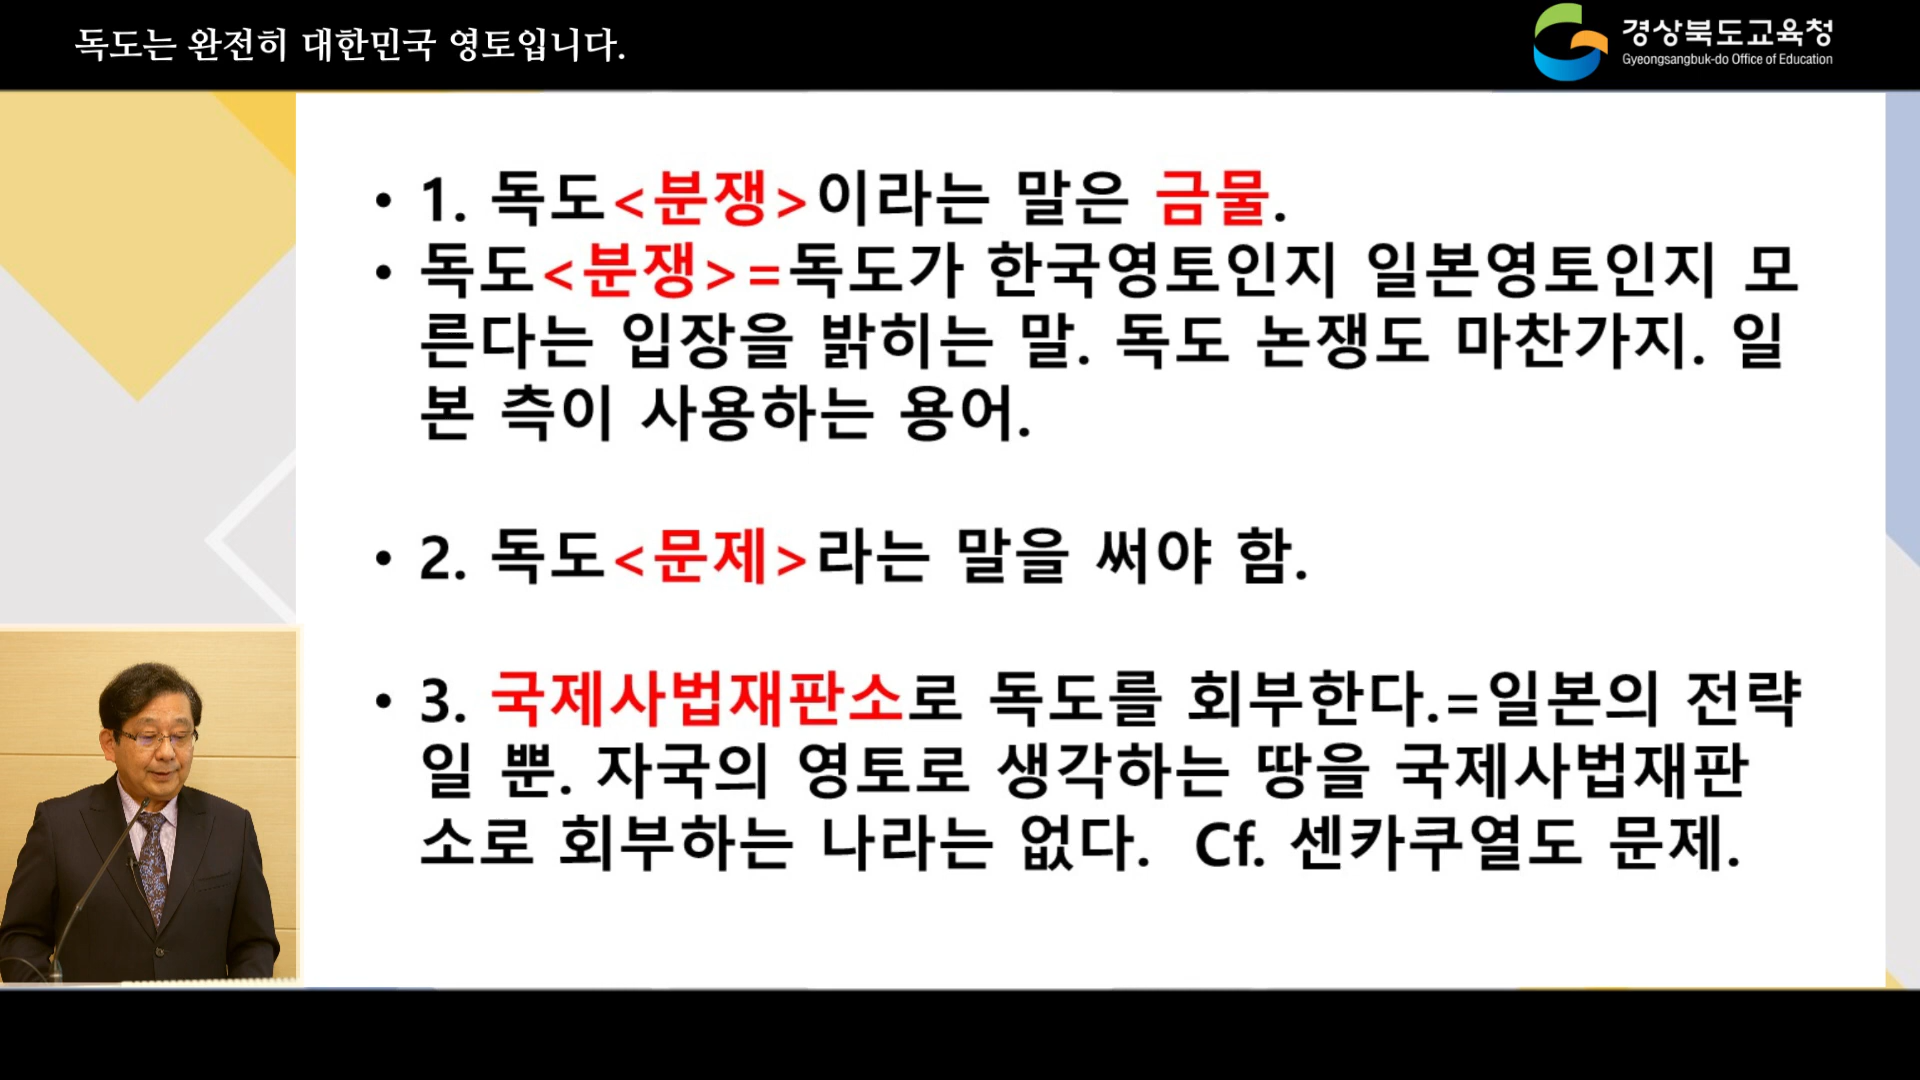 독도는 완전히 대한민국 영토입니다.
경상북도교육청
Gyeongsangbuk-do Office of Education
• 1. 독도<분쟁>이라는 말은 금물.
• 독도<분쟁>=독도가 한국영토인지 일본영토인지 모
른다는 입장을 밝히는 말. 독도 논쟁도 마찬가지. 일
본 측이 사용하는 용어.
• 2. 독도<문제>라는 말을 써야 함.
• 3. 국제사법재판소로 독도를 회부한다.=일본의 전략
일 뿐. 자국의 영토로 생각하는 땅을 국제사법재판
소로 회부하는 나라는 없다. Cf. 센카쿠열도 문제.